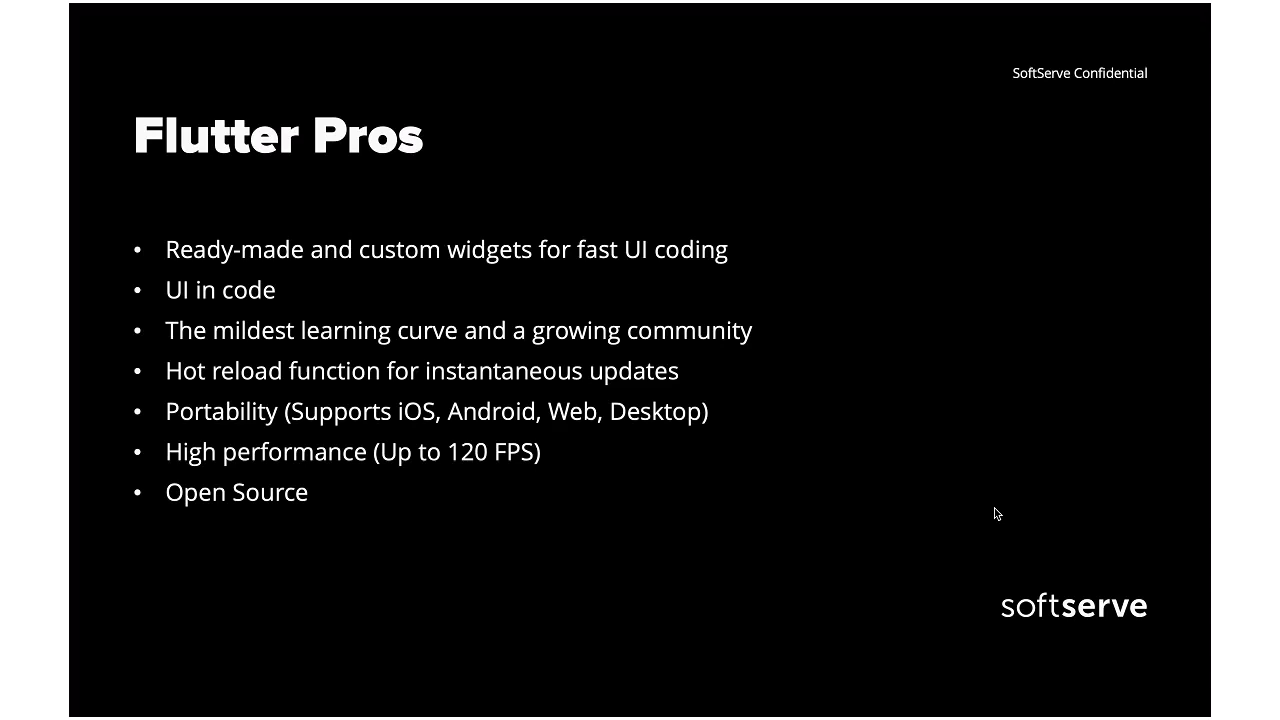 SoftServe Confidential
Flutter Pros
• Ready-made and custom widgets for fast UI coding
• UI in code
• The mildest learning curve and a growing community
• Hot reload function for instantaneous updates
• Portability (Supports iOS, Android, Web, Desktop)
• High performance (Up to 120 FPS)
• Open Source
softserve